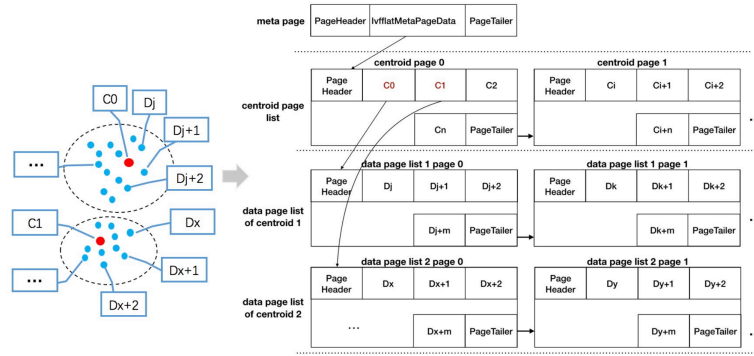 meta page
PageHeader
IvfflatMetaPageData
PageTailer
centroid page 0
centroid page 1
centroid page list
Page Header
C0
C1
C2
Cn
PageTailer
Page Header
Ci
Ci+1
Ci+2
Ci+n
PageTailer
data page list 1 page 0
data page list 1 page 1
data page list of centroid 1
Page Header
Dj
Dj+1
Dj+2
Dj+m
PageTailer
Page Header
Dk
Dk+1
Dk+2
Dk+m
PageTailer
data page list 2 page 0
data page list 2 page 1
data page list of centroid 2
Page Header
Dx
Dx+1
Dx+2
...
Dx+m
PageTailer
Page Header
Dy
Dy+1
Dy+2
Dy+m
PageTailer
C0
Dj
Dj+1
...
Dj+2
C1
Dx
...
Dx+1
Dx+2